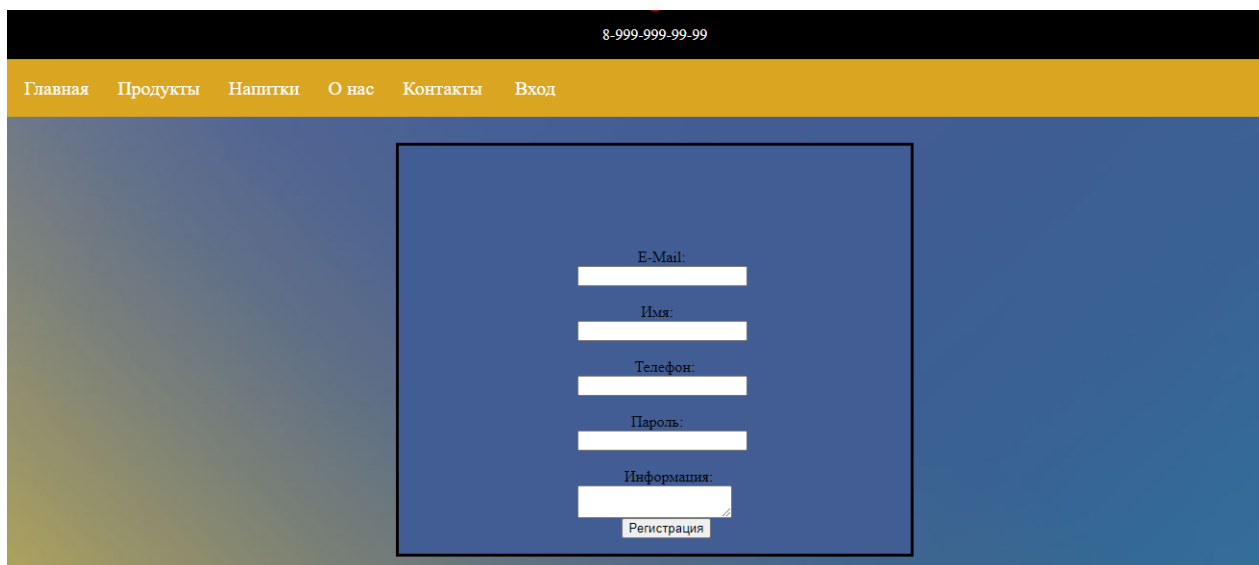 8-999-999-99-99
Главная Продукты Напитки О нас Контакты Вход
E-Mail:
Имя:
Телефон:
Пароль:
Информация:
Регистрация